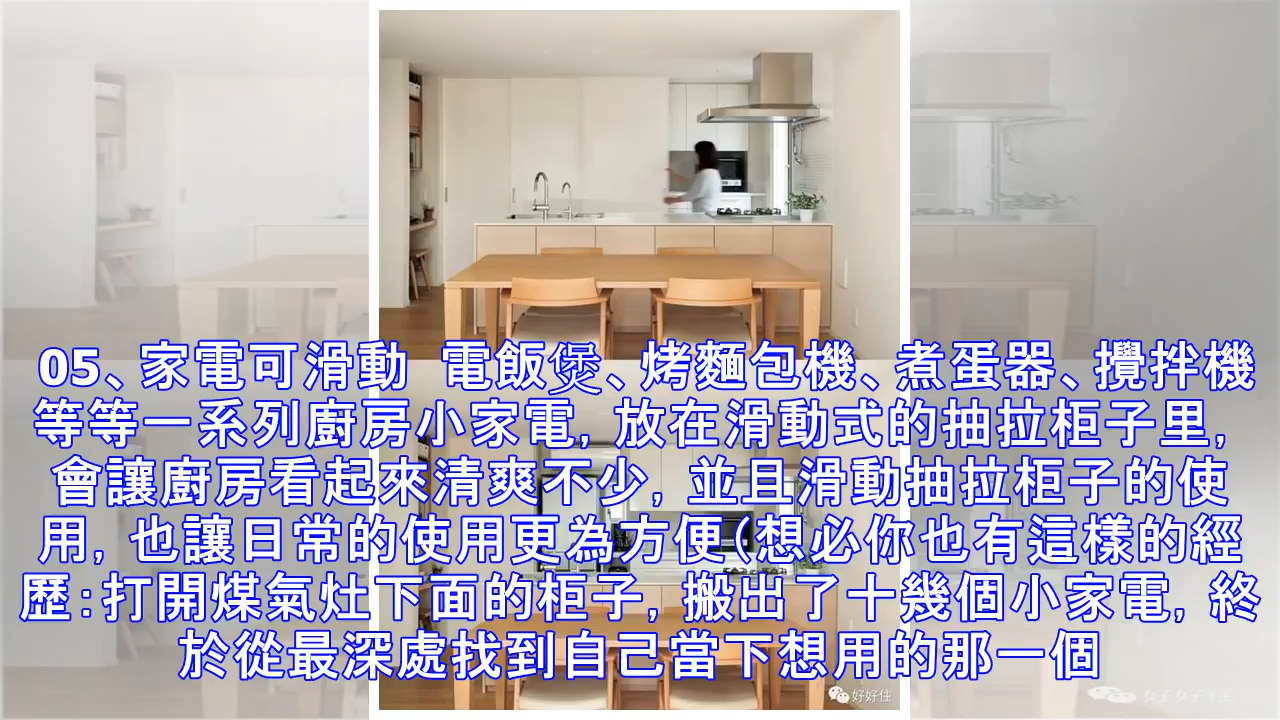 05、家電可滑動 電飯煲、烤麵包機、煮蛋器、攪拌機
等等一系列廚房小家電, 放在滑動式的抽拉柜子里,
會讓廚房看起來清爽不少, 並且滑動抽拉柜子的使
用, 也讓日常的使用更為方便(想必你也有這樣的經
歷:打開煤氣灶下面的柜子, 搬出了十幾個小家電, 終
於從最深處找到自己當下想用的那一個
好好住